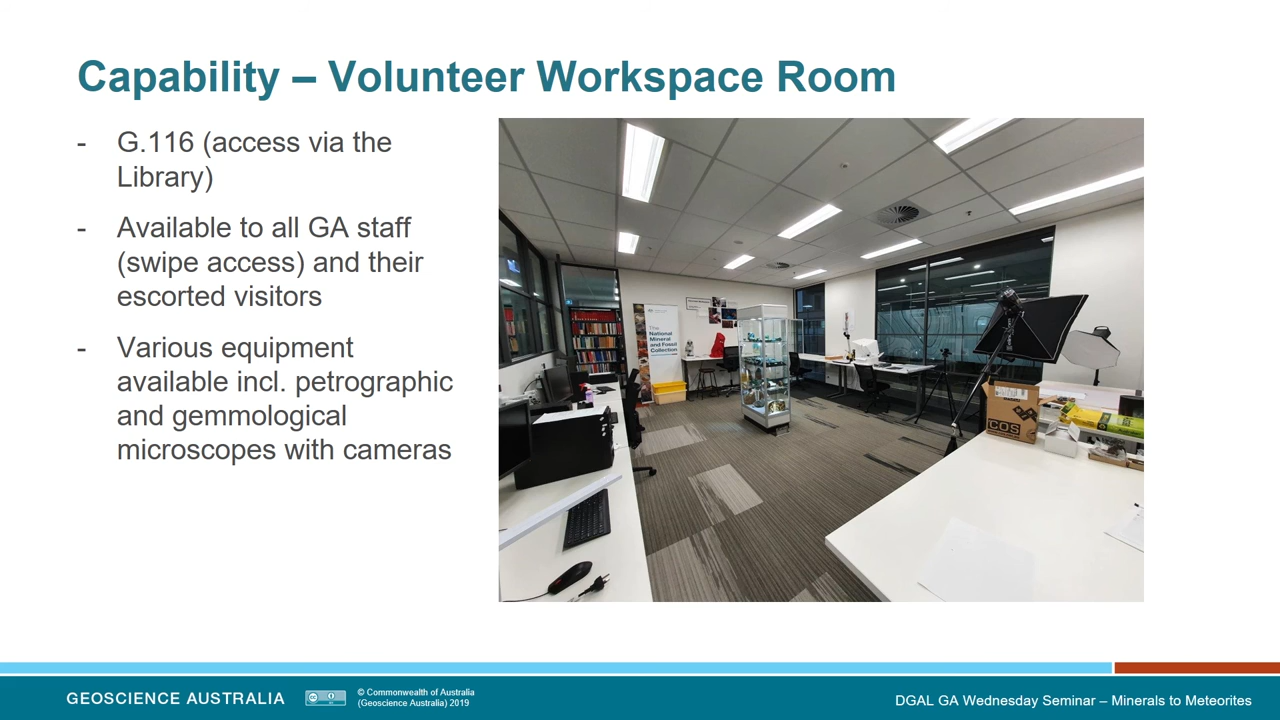 Capability – Volunteer Workspace Room
- G.116 (access via the
Library)
- Available to all GA staff
(swipe access) and their
escorted visitors
- Various equipment
available incl. petrographic
and gemmological
microscopes with cameras
The
National
Mineral
and Fossil
Collection
COS
GEOSCIENCE AUSTRALIA
© Commonwealth of Australia
(Geoscience Australia) 2019
DGAL GA Wednesday Seminar – Minerals to Meteorites